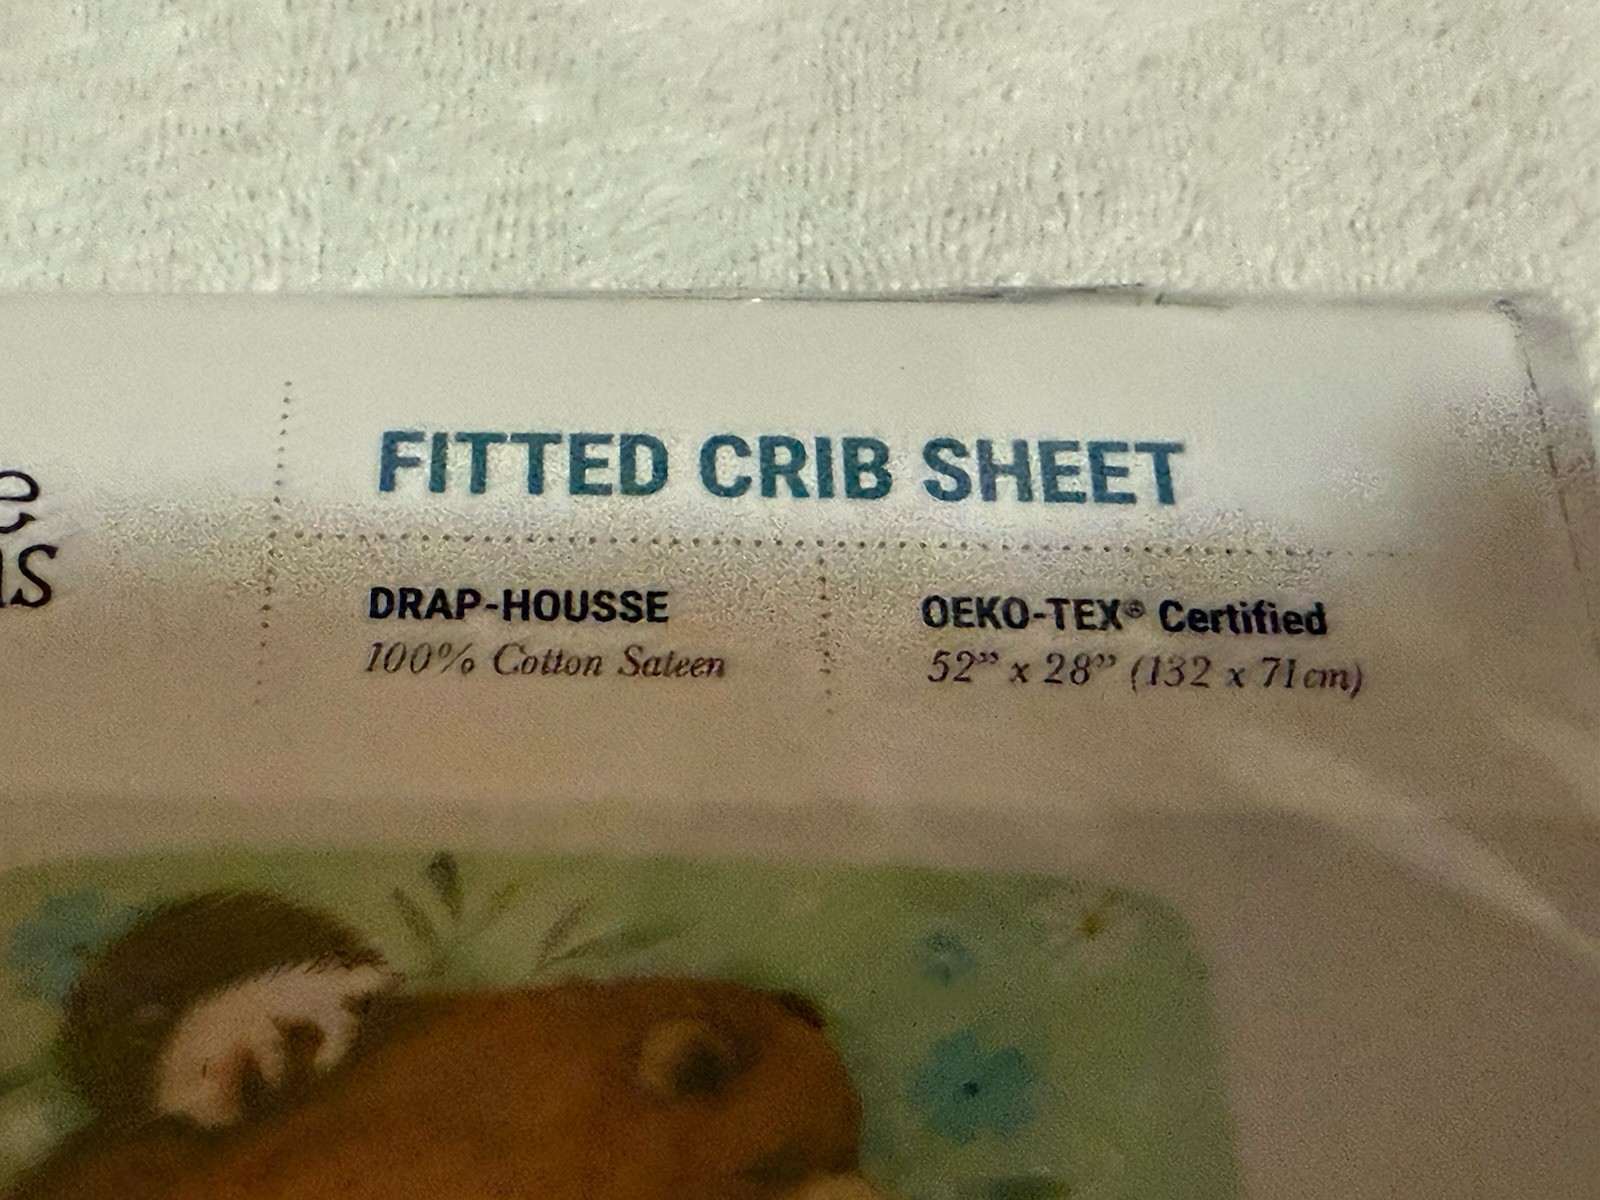 FITTED CRIB SHEET
DRAP-HOUSSE
100% Cotton Sateen
OEKO-TEX® Certified
52” x 28” (132 x 71cm)